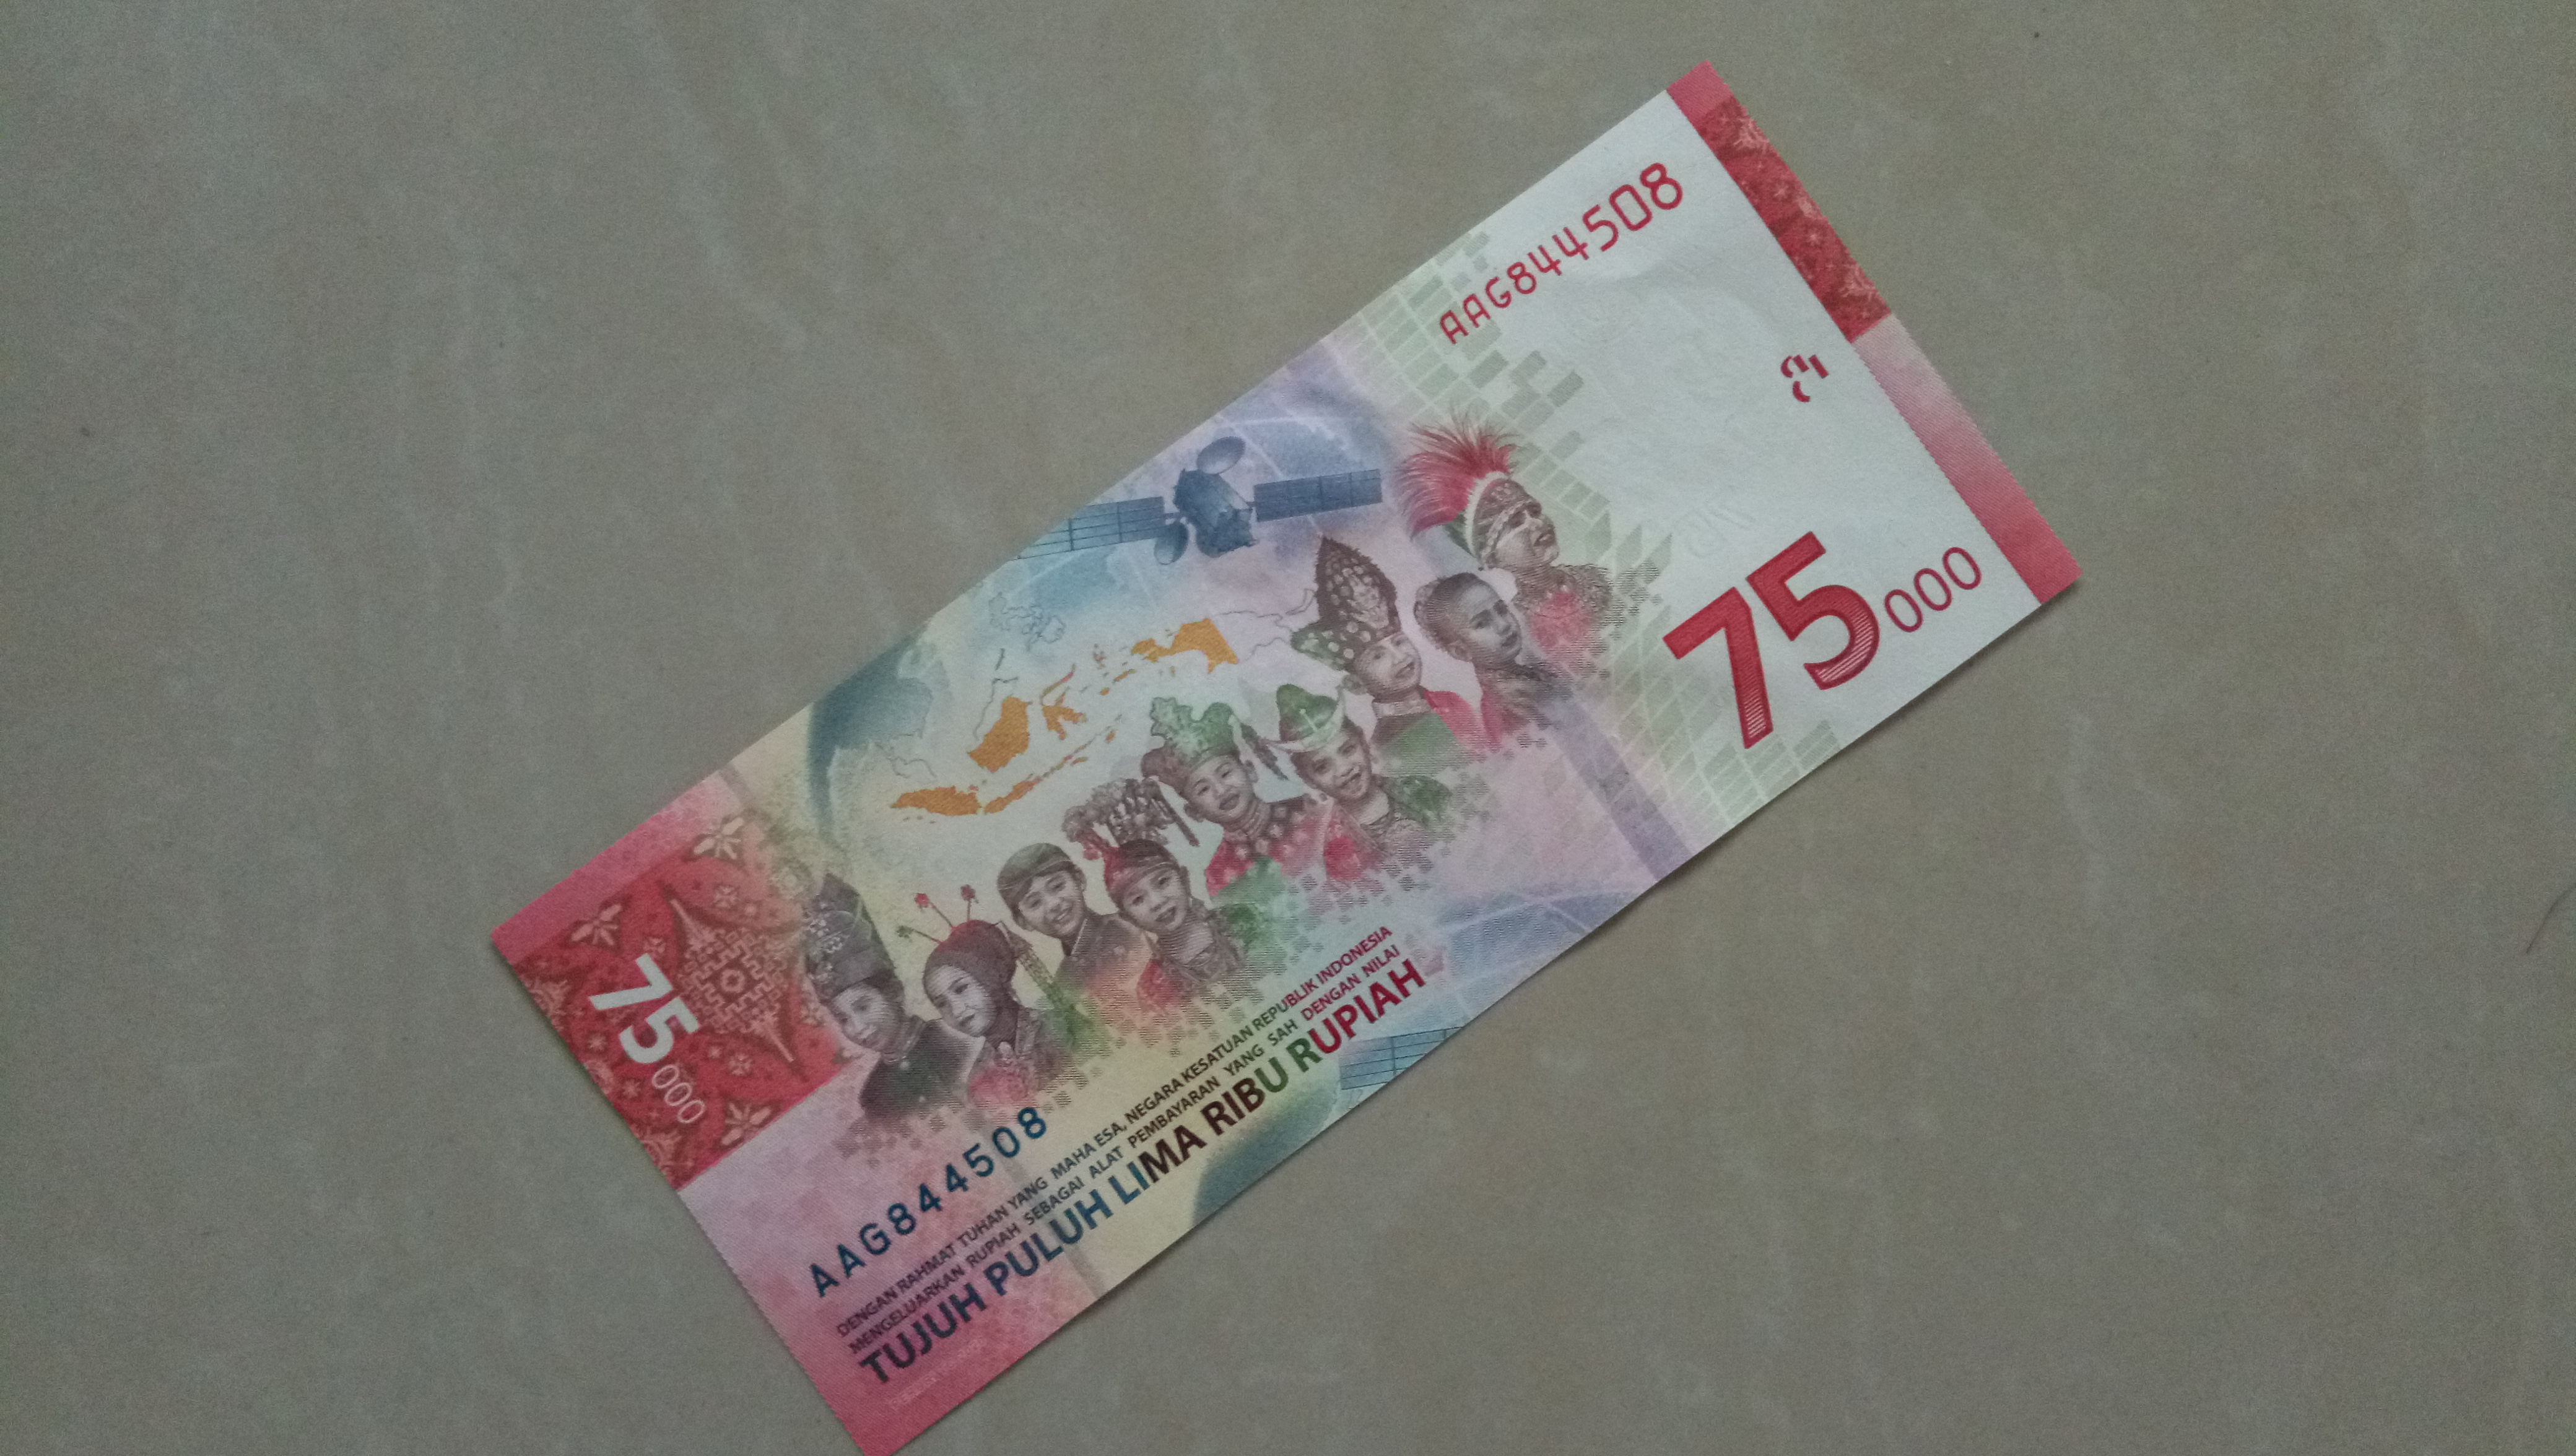 AAG844508
75000
75000
AAG844508
DENGAN RAHMAT TUHAN YANG MAHA ESA, NEGARA KESATUAN REPUBLIK INDONESIA
MENGELUARKAN RUPIAH SEBAGAI ALAT PEMBAYARAN YANG SAH DENGAN NILAI
TUJUH PULUH LIMA RIBU RUPIAH